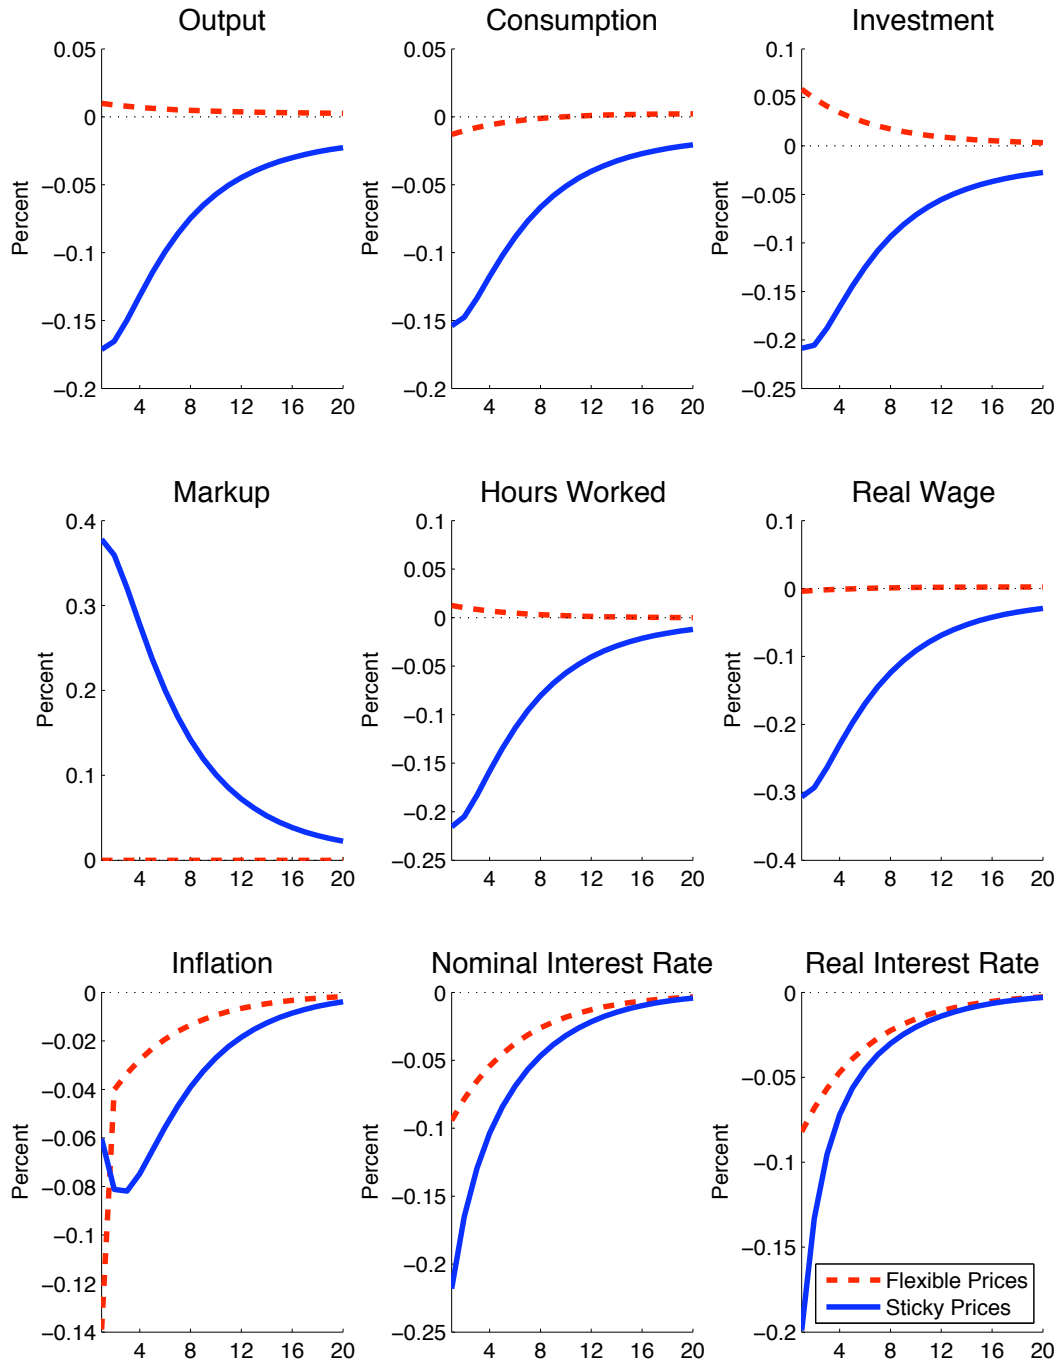 Output
Consumption
Investment
0.05
0
−0.05
−0.1
−0.15
−0.2
Percent
4 8 12 16 20
0.05
0
−0.05
−0.1
−0.15
−0.2
Percent
4 8 12 16 20
0.1
0.05
0
−0.05
−0.1
−0.15
−0.2
−0.25
Percent
4 8 12 16 20
Markup
Hours Worked
Real Wage
0.4
0.3
0.2
0.1
0
Percent
4 8 12 16 20
0.1
0.05
0
−0.05
−0.1
−0.15
−0.2
−0.25
Percent
4 8 12 16 20
0.1
0
−0.1
−0.2
−0.3
−0.4
Percent
4 8 12 16 20
Inflation
Nominal Interest Rate
Real Interest Rate
0
−0.02
−0.04
−0.06
−0.08
−0.1
−0.12
−0.14
Percent
4 8 12 16 20
0
−0.05
−0.1
−0.15
−0.2
−0.25
Percent
4 8 12 16 20
0
−0.05
−0.1
−0.15
−0.2
Percent
4 8 12 16 20
Flexible Prices
Sticky Prices